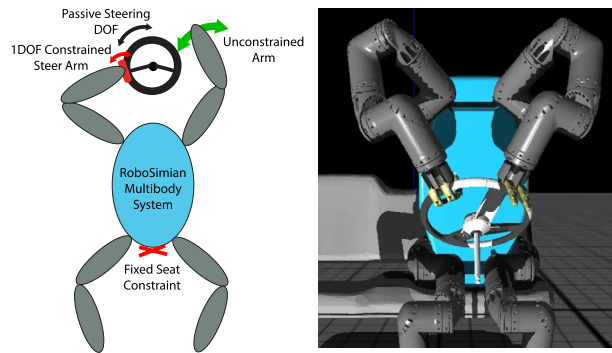 Passive Steering
DOF
1DOF Constrained
Steer Arm
Unconstrained
Arm
RoboSimian
Multibody
System
Fixed Seat
Constraint